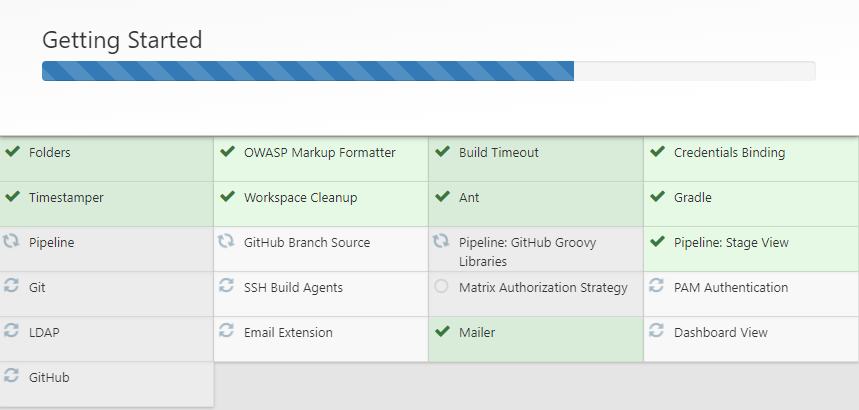 Getting Started
Folders
OWASP Markup Formatter
Build Timeout
Credentials Binding
Timestamper
Workspace Cleanup
Ant
Gradle
Pipeline
GitHub Branch Source
Pipeline: GitHub Groovy
Libraries
Pipeline: Stage View
Git
SSH Build Agents
Matrix Authorization Strategy
PAM Authentication
LDAP
Email Extension
Mailer
Dashboard View
GitHub